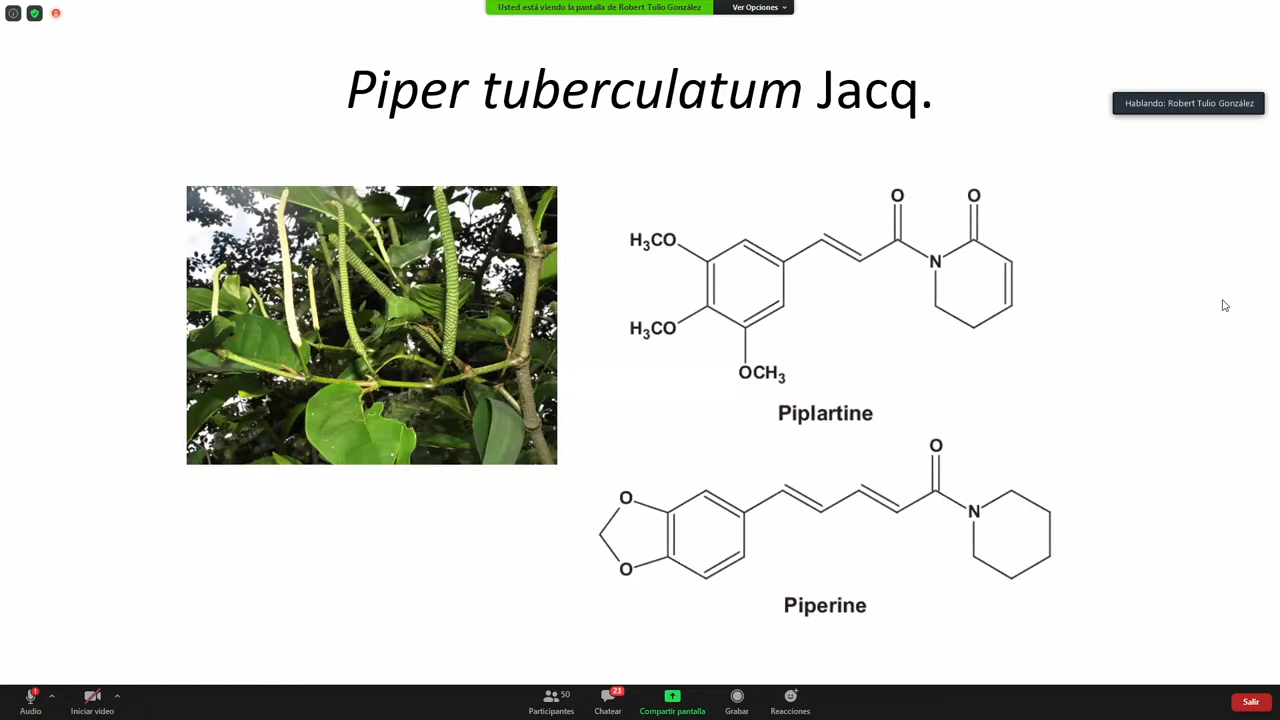 Usted está viendo la pantalla de Robert Tulio González
Ver Opciones
Piper tuberculatum Jacq.
Hablando: Robert Tulio González
O
O
H₃CO
N
H₃CO
OCH₃
Piplartine
O
O
N
O
Piperine
Audio
Iniciar video
50
Participantes
23
Chatear
Compartir pantalla
Grabar
Reacciones
Salir